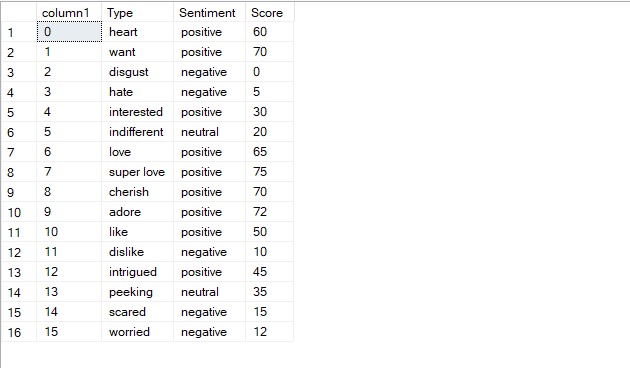 column1 Type Sentiment Score
1 0 heart positive 60
2 1 want positive 70
3 2 disgust negative 0
4 3 hate negative 5
5 4 interested positive 30
6 5 indifferent neutral 20
7 6 love positive 65
8 7 super love positive 75
9 8 cherish positive 70
10 9 adore positive 72
11 10 like positive 50
12 11 dislike negative 10
13 12 intrigued positive 45
14 13 peeking neutral 35
15 14 scared negative 15
16 15 worried negative 12